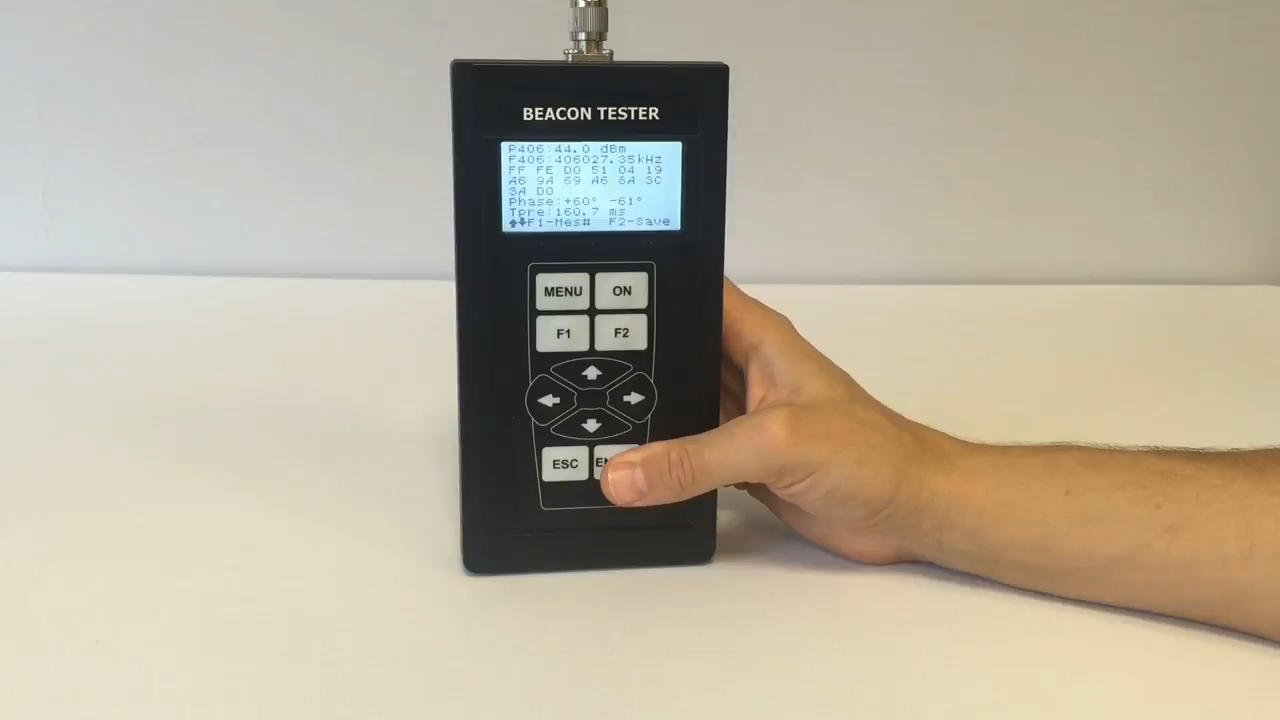 BEACON TESTER
P406:44.0 dBm
F406:406027.35kHz
FF FE D0 51 04 19
A6 9A 69 A6 8A 3C
3A D0
Phase:+60° -61°
Tpre:160.7 ms
F1-Mes# F2-Save
MENU ON
F1 F2
ESC